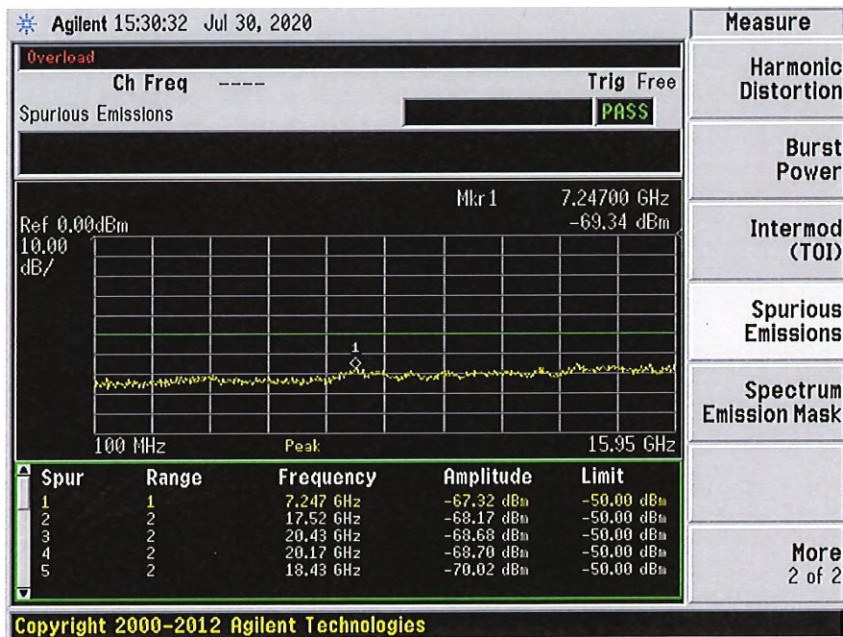 Agilent 15:30:32 Jul 30, 2020
Measure
Overload
Ch Freq ----
Trig Free
Spurious Emissions
PASS
Mkr1 7.24700 GHz
-69.34 dBm
Ref 0.00dBm
10.00
dB/
1
100 MHz Peak 15.95 GHz
Spur Range Frequency Amplitude Limit
1 1 7.247 GHz -67.32 dBm -50.00 dBm
2 2 17.52 GHz -68.17 dBm -50.00 dBm
3 2 20.43 GHz -68.68 dBm -50.00 dBm
4 2 20.17 GHz -68.70 dBm -50.00 dBm
5 2 18.43 GHz -70.02 dBm -50.00 dBm
Harmonic
Distortion
Burst
Power
Intermod
(TOI)
Spurious
Emissions
Spectrum
Emission Mask
More
2 of 2
Copyright 2000-2012 Agilent Technologies